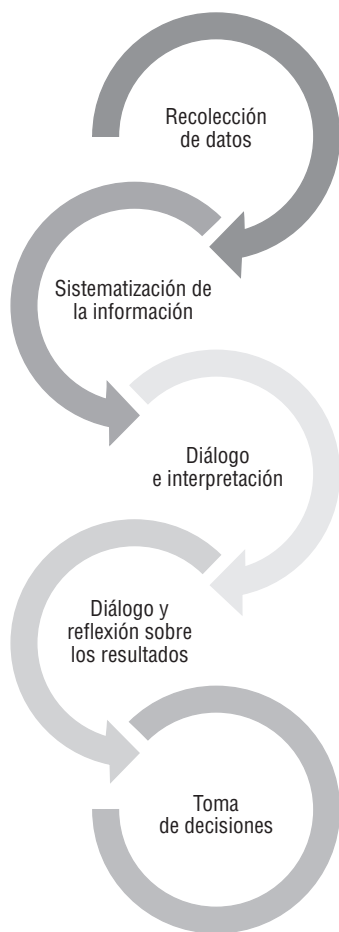 Recolección
de datos
Sistematización de
la información
Diálogo
e interpretación
Diálogo y
reflexión sobre
los resultados
Toma
de decisiones